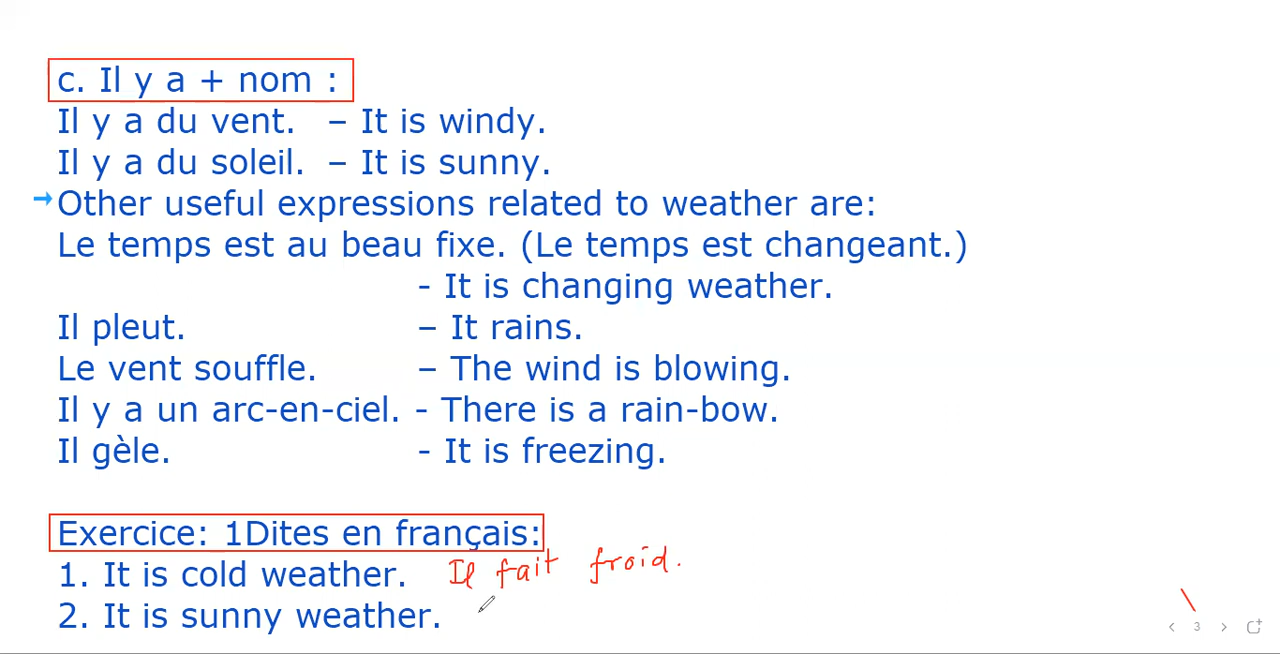 c. Il y a + nom :
Il y a du vent. – It is windy.
Il y a du soleil. – It is sunny.
→ Other useful expressions related to weather are:
Le temps est au beau fixe. (Le temps est changeant.)
- It is changing weather.
Il pleut. – It rains.
Le vent souffle. – The wind is blowing.
Il y a un arc-en-ciel. - There is a rain-bow.
Il gèle. - It is freezing.
Exercice: 1Dites en français:
1. It is cold weather. Il fait froid.
2. It is sunny weather.
3